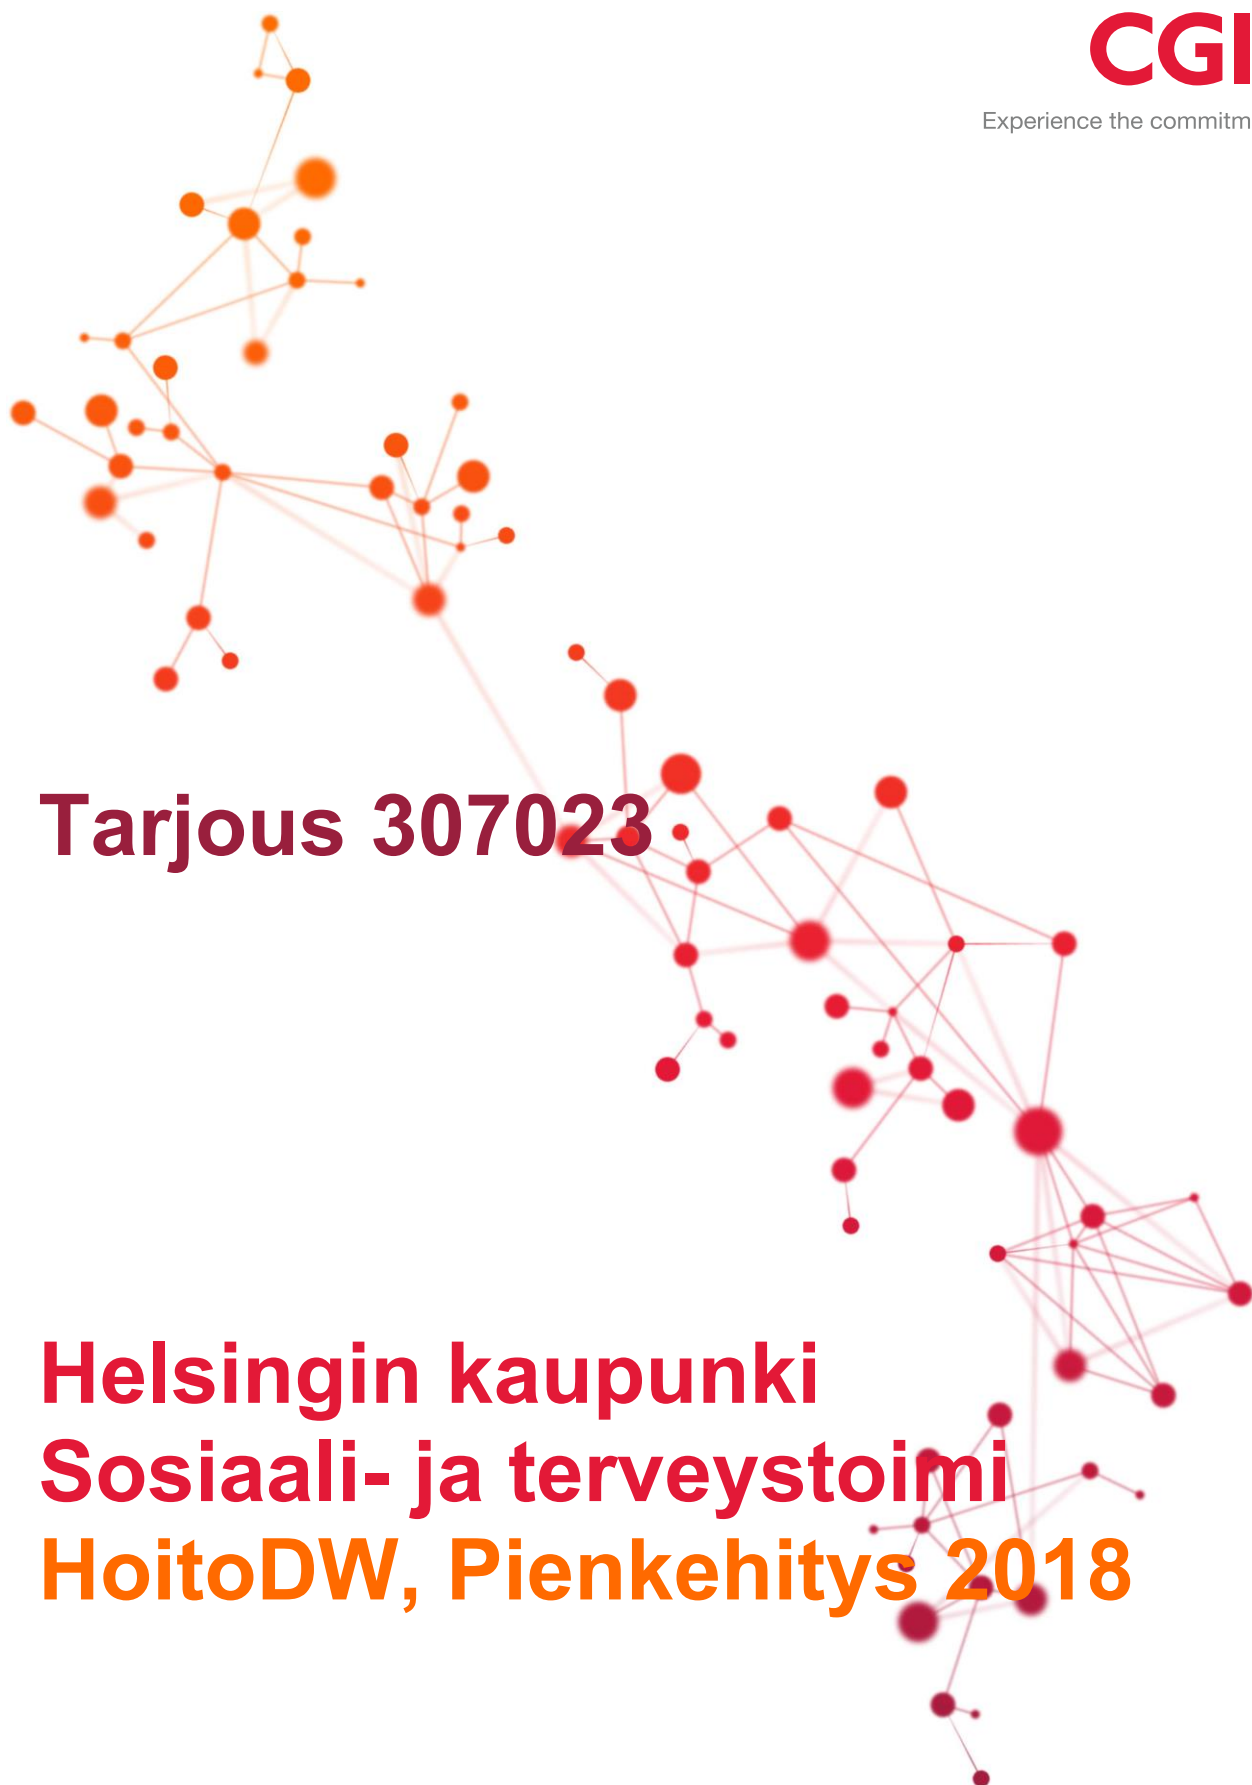 CGI
Experience the commitm
Tarjous 307023
Helsingin kaupunki
Sosiaali- ja terveystoimi
HoitoDW, Pienkehitys 2018